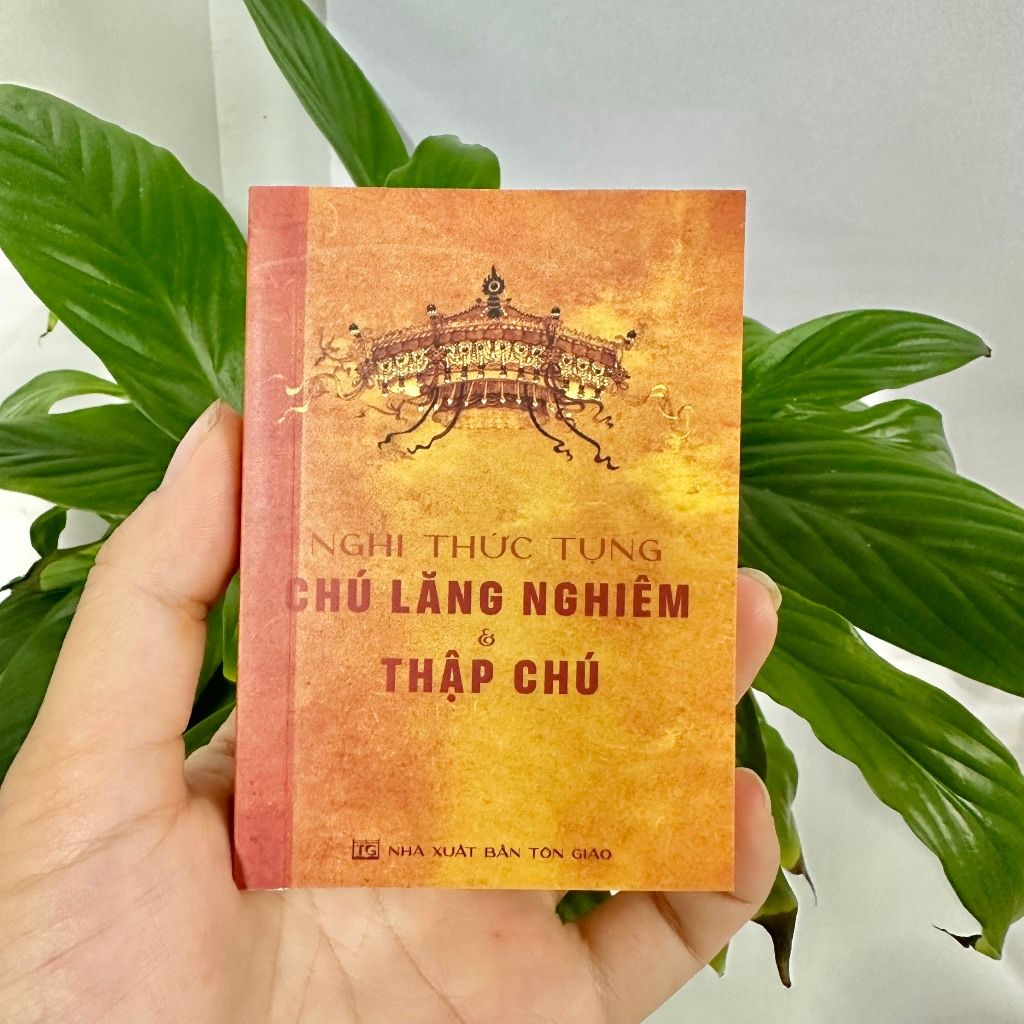 NGHI THỨC TỤNG
CHÚ LĂNG NGHIÊM
&
THẬP CHÚ
TG NHÀ XUẤT BẢN TÔN GIÁO